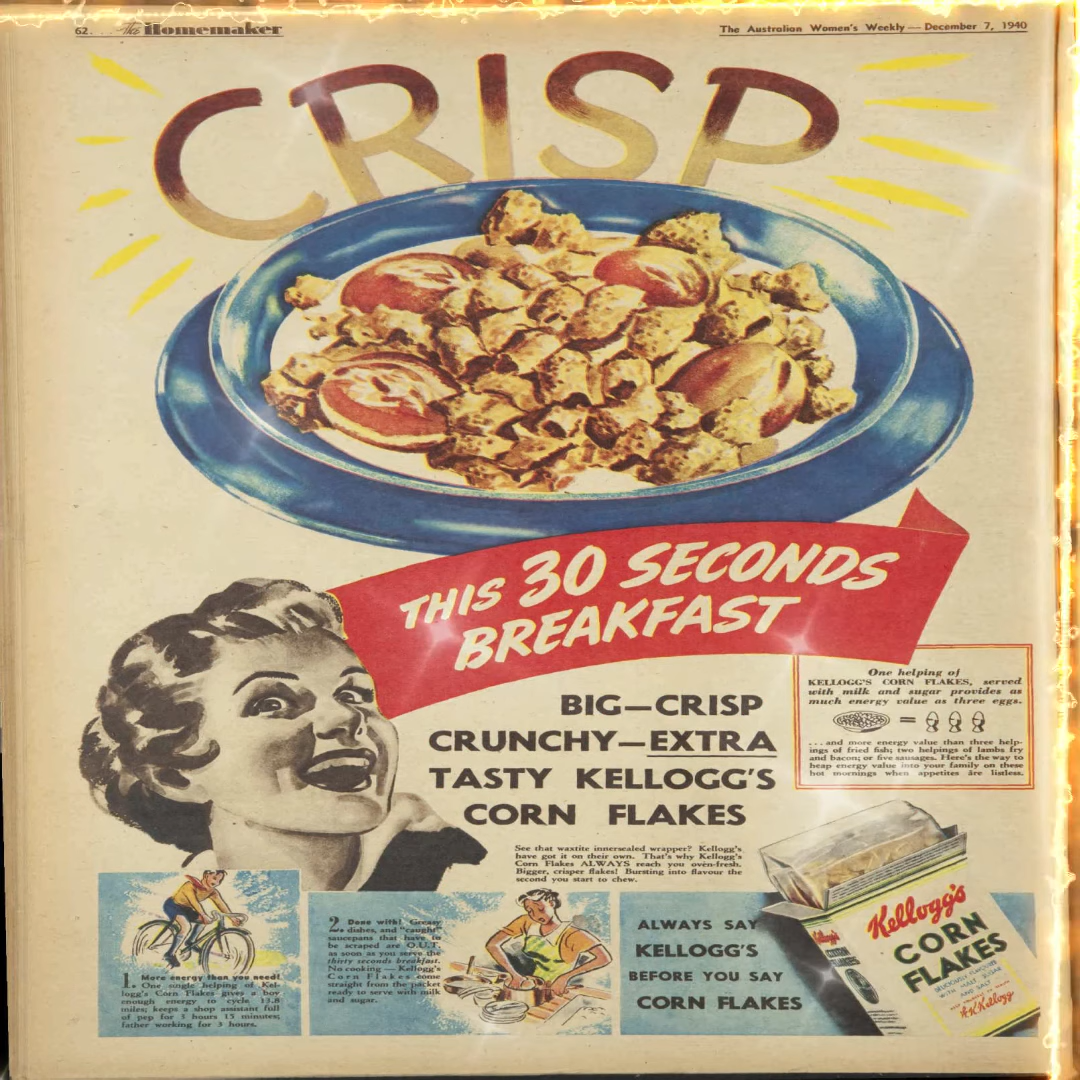 62. . . The Homemaker
The Australian Women's Weekly — December 7, 1940
CRISP
THIS 30 SECONDS
BREAKFAST
BIG—CRISP
CRUNCHY—EXTRA
TASTY KELLOGG'S
CORN FLAKES
One helping of
KELLOGG'S CORN FLAKES, served
with milk and sugar provides as
much energy value as three eggs.
=
. . . and more energy value than three help-
ings of fried fish; two helpings of lambs fry
and bacon; or five sausages. Here's the way to
heap energy value into your family on these
hot mornings when appetites are listless.
See that waxtite innersealed wrapper? Kellogg's
have got it on their own. That's why Kellogg's
Corn Flakes ALWAYS reach you oven-fresh.
Bigger, crisper flakes! Bursting into flavour the
second you start to chew.
1. More energy than you need!
One single helping of Kel-
logg's Corn Flakes gives a boy
enough energy to cycle 13.8
miles; keeps a shop assistant full
of pep for 3 hours 15 minutes;
father working for 3 hours.
2. Done with! Greasy
dishes, and "caught"
saucepans that have to
be scraped are O.U.T.
as soon as you serve the
thirty seconds breakfast.
No cooking — Kellogg's
Corn Flakes come
straight from the packet
ready to serve with milk
and sugar.
ALWAYS SAY
KELLOGG'S
BEFORE YOU SAY
CORN FLAKES
Kellogg's
Kellogg's
CORN
FLAKES
DELICIOUSLY FLAVORED
WITH MALT, SUGAR
AND SALT
W.K. Kellogg